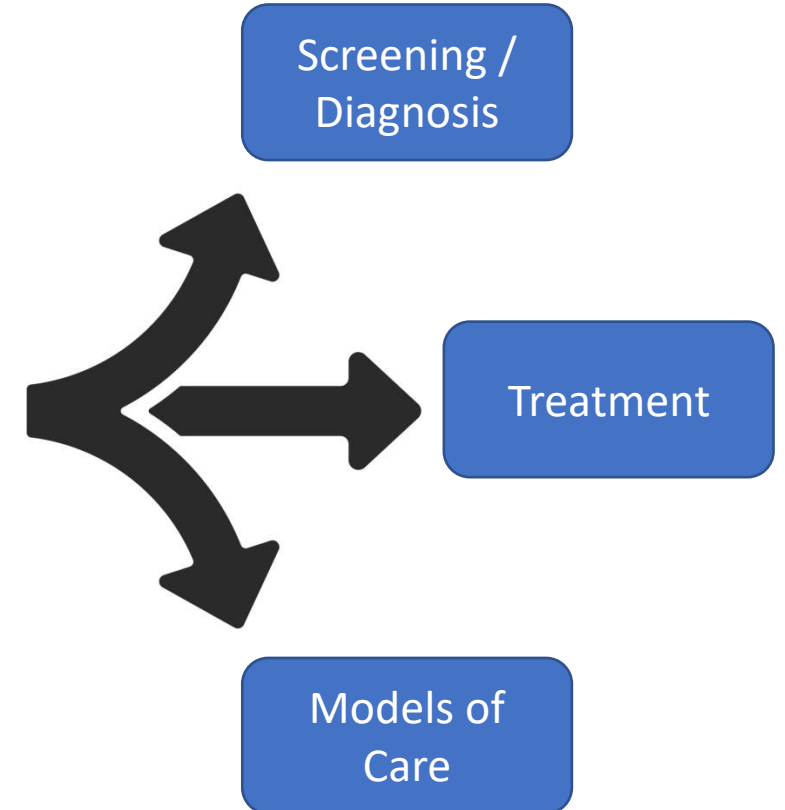 Screening /
Diagnosis
Treatment
Models of
Care